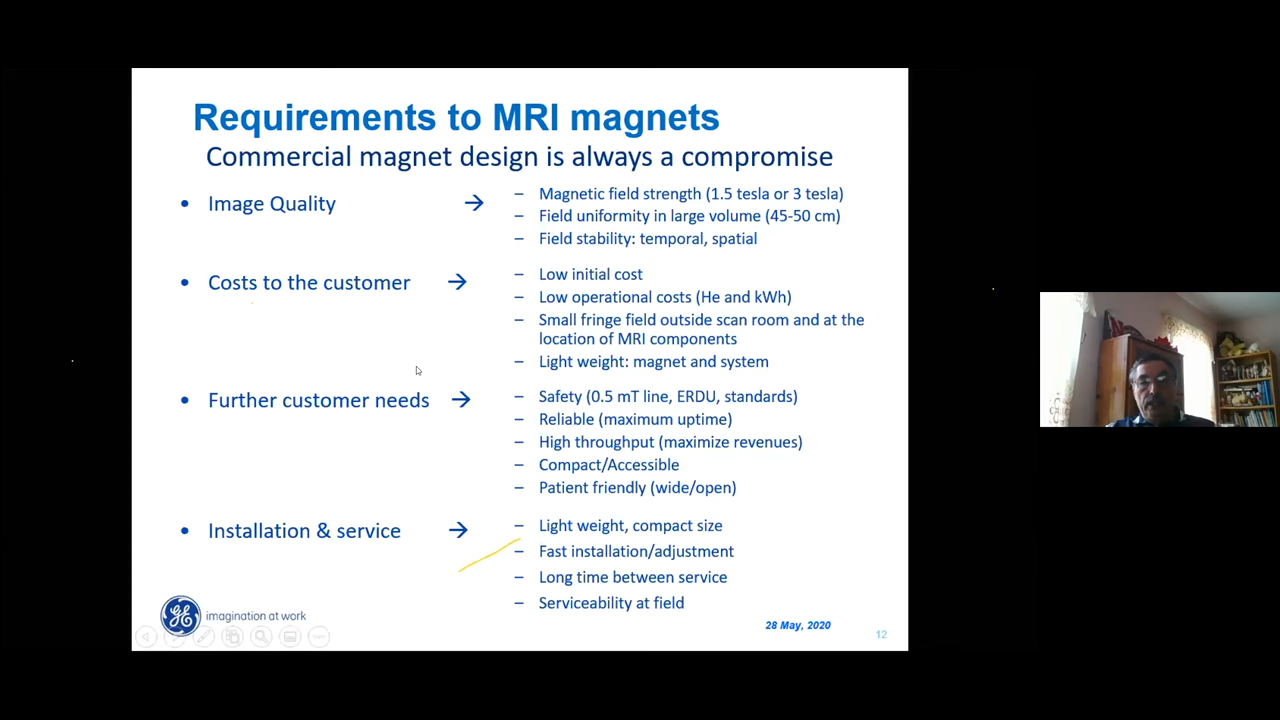 Requirements to MRI magnets
Commercial magnet design is always a compromise
• Image Quality →
– Magnetic field strength (1.5 tesla or 3 tesla)
– Field uniformity in large volume (45-50 cm)
– Field stability: temporal, spatial
• Costs to the customer →
– Low initial cost
– Low operational costs (He and kWh)
– Small fringe field outside scan room and at the
location of MRI components
– Light weight: magnet and system
• Further customer needs →
– Safety (0.5 mT line, ERDU, standards)
– Reliable (maximum uptime)
– High throughput (maximize revenues)
– Compact/Accessible
– Patient friendly (wide/open)
• Installation & service →
– Light weight, compact size
– Fast installation/adjustment
– Long time between service
– Serviceability at field
GE imagination at work
28 May, 2020
12